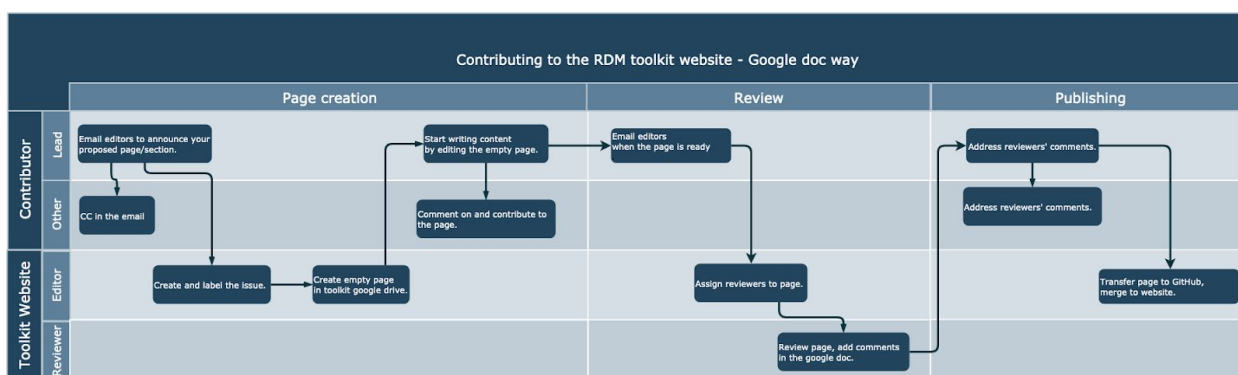 Contributing to the RDM toolkit website - Google doc way
Page creation
Review
Publishing
Contributor
Lead
Email editors to announce your
proposed page/section.
Start writing content
by editing the empty page.
Email editors
when the page is ready
Address reviewers' comments.
Other
CC in the email
Comment on and contribute to
the page.
Address reviewers' comments.
Toolkit Website
Editor
Create and label the issue.
Create empty page
in toolkit google drive.
Assign reviewers to page.
Transfer page to GitHub,
merge to website.
Reviewer
Review page, add comments
in the google doc.